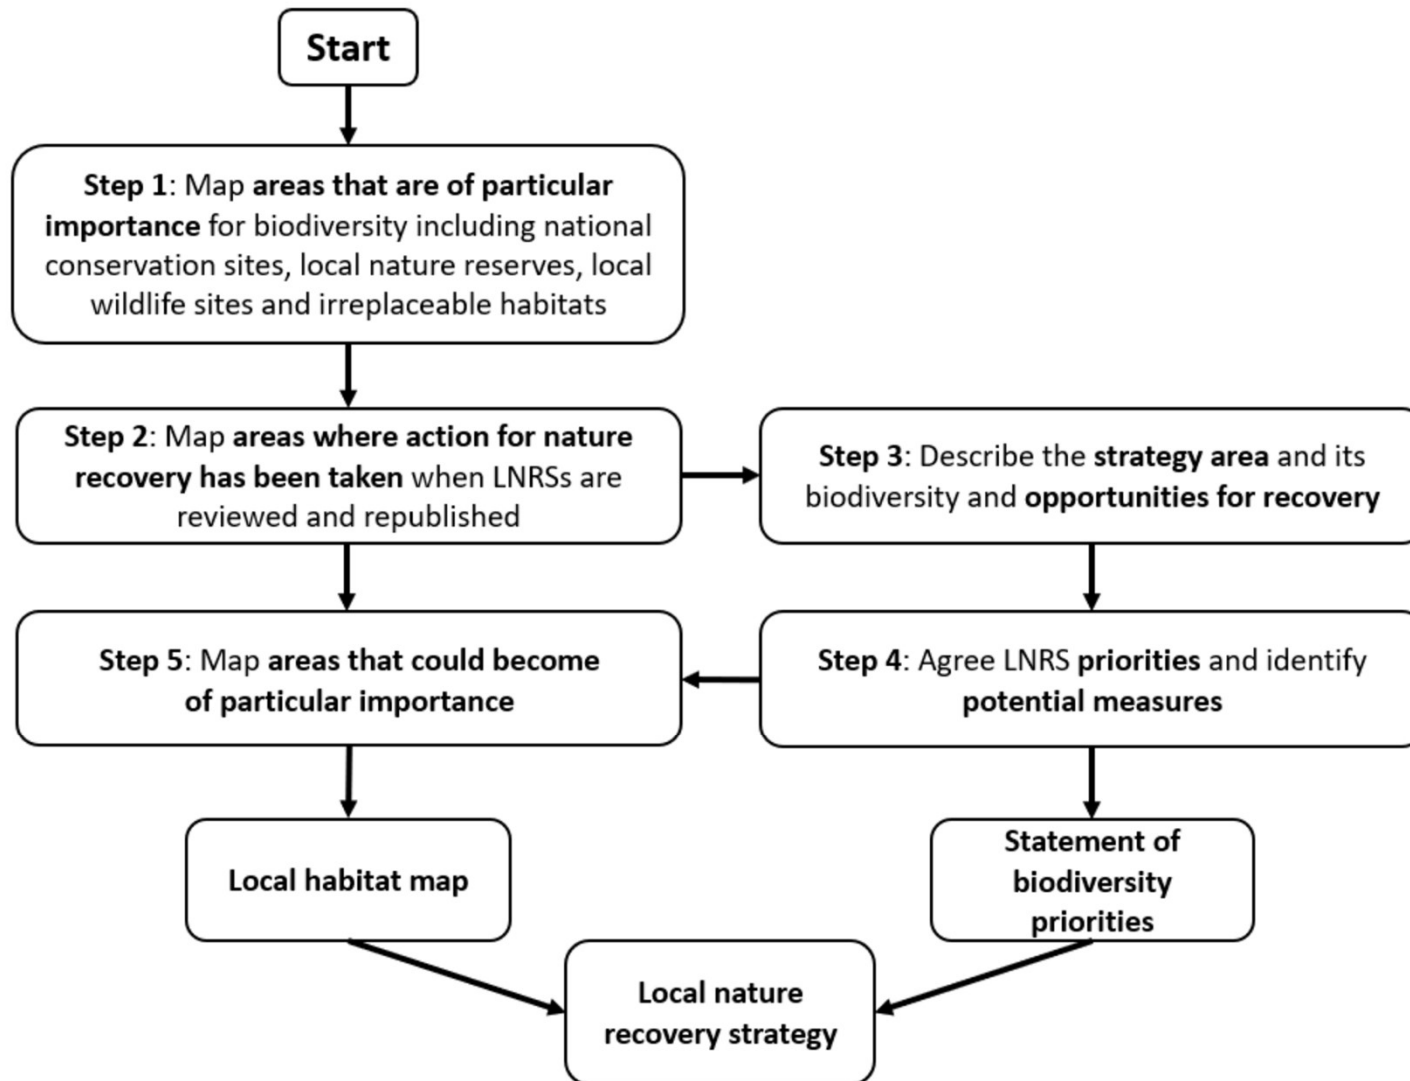 Start
Step 1: Map areas that are of particular
importance for biodiversity including national
conservation sites, local nature reserves, local
wildlife sites and irreplaceable habitats
Step 2: Map areas where action for nature
recovery has been taken when LNRSs are
reviewed and republished
Step 3: Describe the strategy area and its
biodiversity and opportunities for recovery
Step 4: Agree LNRS priorities and identify
potential measures
Step 5: Map areas that could become
of particular importance
Local habitat map
Statement of
biodiversity
priorities
Local nature
recovery strategy